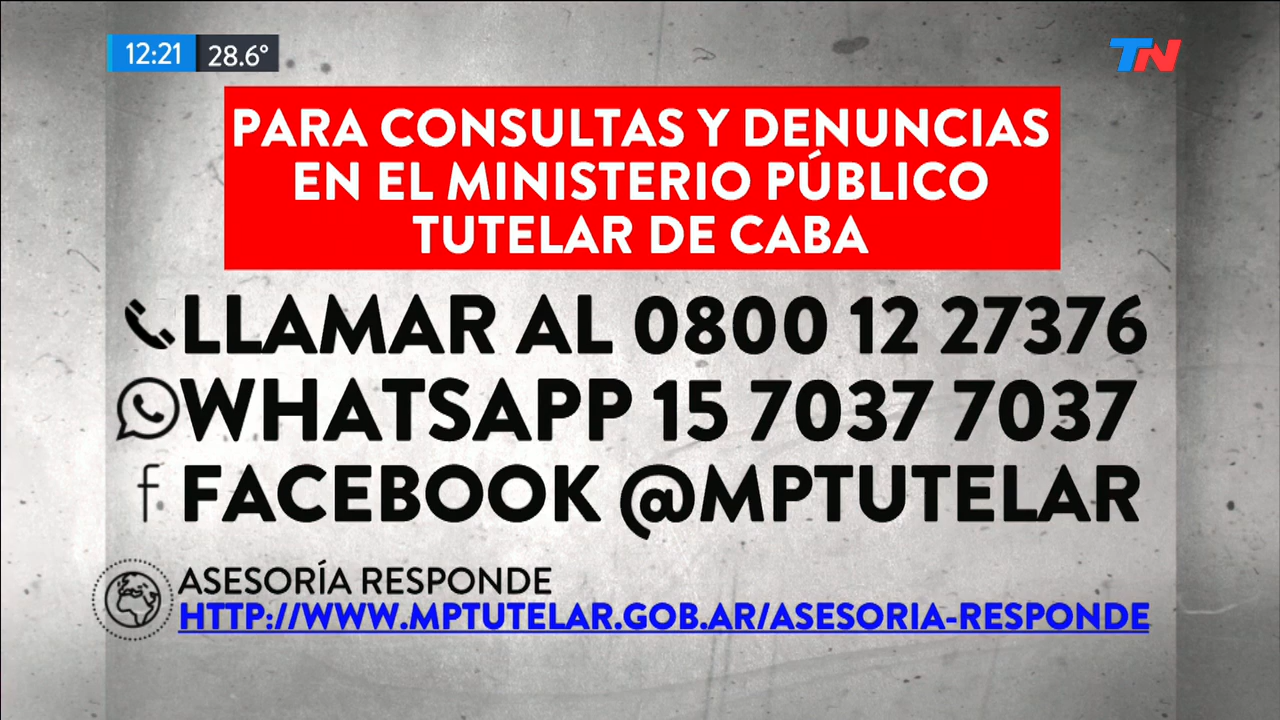 12:21 28.6°
TN
PARA CONSULTAS Y DENUNCIAS
EN EL MINISTERIO PÚBLICO
TUTELAR DE CABA
LLAMAR AL 0800 12 27376
WHATSAPP 15 7037 7037
f FACEBOOK @MPTUTELAR
ASESORÍA RESPONDE
HTTP://WWW.MPTUTELAR.GOB.AR/ASESORIA-RESPONDE